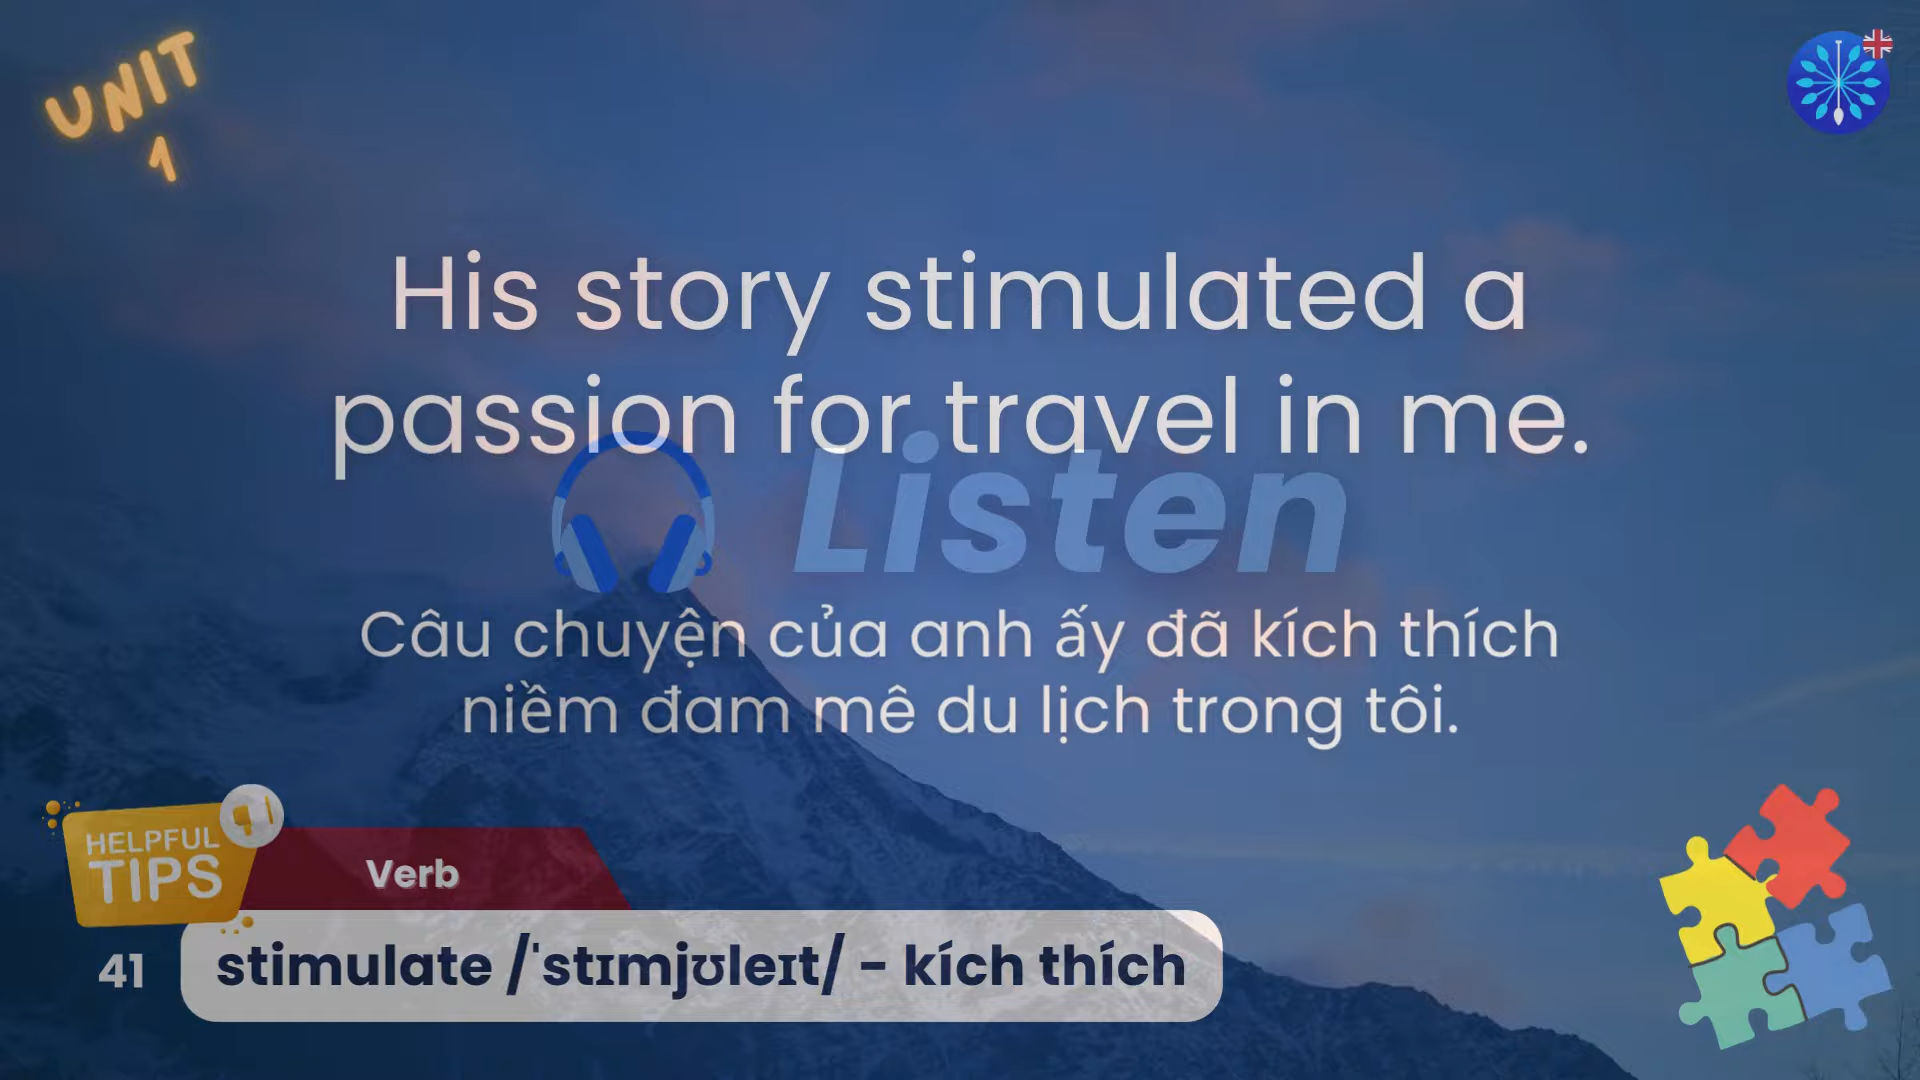 UNIT
1
His story stimulated a
passion for travel in me.
Listen
Câu chuyện của anh ấy đã kích thích
niềm đam mê du lịch trong tôi.
HELPFUL
TIPS
Verb
41
stimulate /ˈstɪmjʊleɪt/ - kích thích